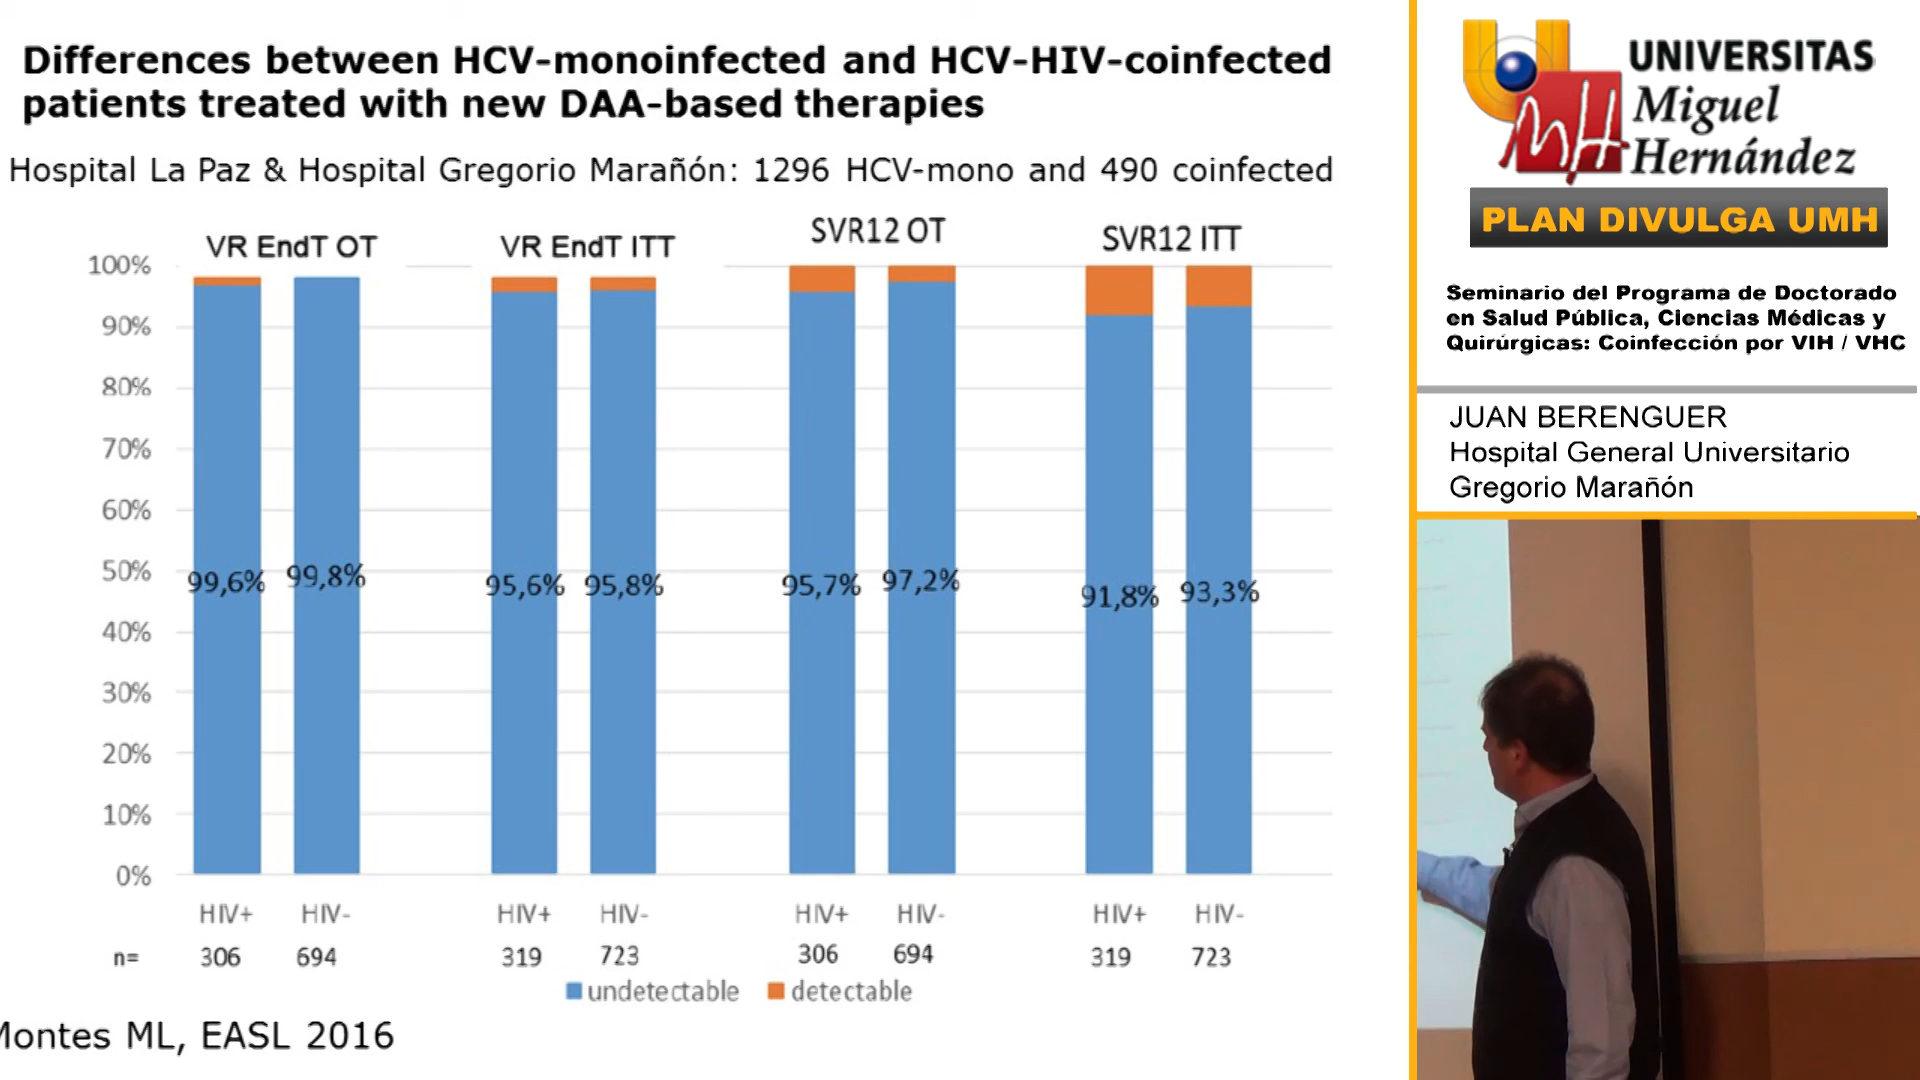 Differences between HCV-monoinfected and HCV-HIV-coinfected
patients treated with new DAA-based therapies
Hospital La Paz & Hospital Gregorio Marañón: 1296 HCV-mono and 490 coinfected
VR EndT OT
VR EndT ITT
SVR12 OT
SVR12 ITT
100%
90%
80%
70%
60%
50%
40%
30%
20%
10%
0%
99,6% 99,8% 95,6% 95,8% 95,7% 97,2% 91,8% 93,3%
HIV+ HIV- HIV+ HIV- HIV+ HIV- HIV+ HIV-
n= 306 694 319 723 306 694 319 723
undetectable detectable
Montes ML, EASL 2016
UNIVERSITAS
Miguel
Hernández
PLAN DIVULGA UMH
Seminario del Programa de Doctorado
en Salud Pública, Ciencias Médicas y
Quirúrgicas: Coinfección por VIH / VHC
JUAN BERENGUER
Hospital General Universitario
Gregorio Marañón